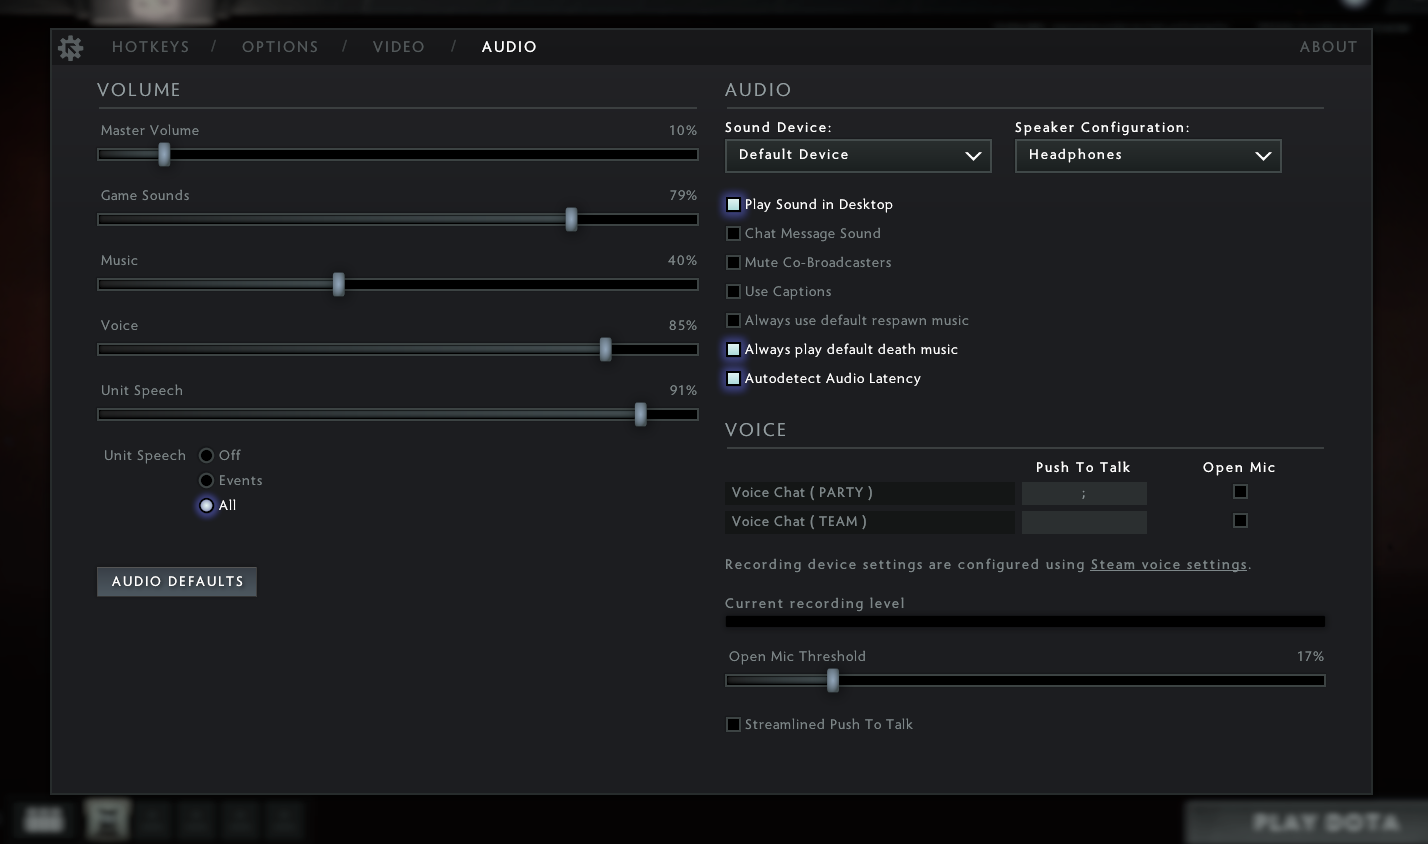 HOTKEYS / OPTIONS / VIDEO / AUDIO
ABOUT
VOLUME
Master Volume 10%
Game Sounds 79%
Music 40%
Voice 85%
Unit Speech 91%
Unit Speech Off
Events
All
AUDIO DEFAULTS
AUDIO
Sound Device: Speaker Configuration:
Default Device Headphones
Play Sound in Desktop
Chat Message Sound
Mute Co-Broadcasters
Use Captions
Always use default respawn music
Always play default death music
Autodetect Audio Latency
VOICE
Push To Talk Open Mic
Voice Chat ( PARTY ) ;
Voice Chat ( TEAM )
Recording device settings are configured using Steam voice settings.
Current recording level
Open Mic Threshold 17%
Streamlined Push To Talk
PLAY DOTA